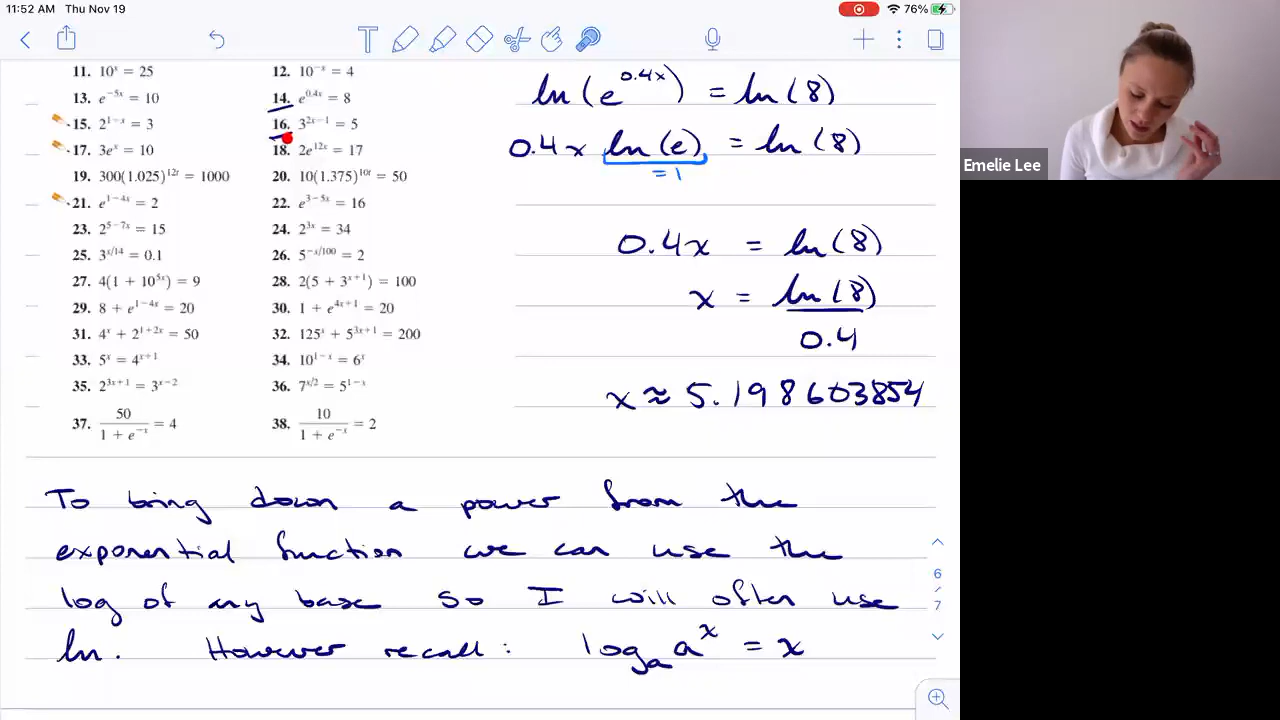 11:52 AM Thu Nov 19
76%
11. 10ˣ = 25
12. 10⁻ˣ = 4
13. e⁻⁵ˣ = 10
14. e^0.4x = 8
15. 2^1−x = 3
16. 3^2x−1 = 5
17. 3eˣ = 10
18. 2e^12x = 17
19. 300(1.025)^12t = 1000
20. 10(1.375)^10t = 50
21. e^1−4x = 2
22. e^3−5x = 16
23. 2^5−7x = 15
24. 2^3x = 34
25. 3^x/14 = 0.1
26. 5^−x/100 = 2
27. 4(1 + 10^5x) = 9
28. 2(5 + 3^x+1) = 100
29. 8 + e^1−4x = 20
30. 1 + e^4x+1 = 20
31. 4ˣ + 2^1+2x = 50
32. 125ˣ + 5^3x+1 = 200
33. 5ˣ = 4^x+1
34. 10^1−x = 6ˣ
35. 2^3x+1 = 3^x−2
36. 7^x/2 = 5^1−x
37. 50 / 1 + e⁻ˣ = 4
38. 10 / 1 + e⁻ˣ = 2
ln(e^0.4x) = ln(8)
0.4x ln(e) = ln(8)
= 1
0.4x = ln(8)
x = ln(8) / 0.4
x ≈ 5.198603854
To bring down a power from the
exponential function we can use the
log of any base so I will often use
ln. However recall: logₐ aˣ = x
6
7
Emelie Lee